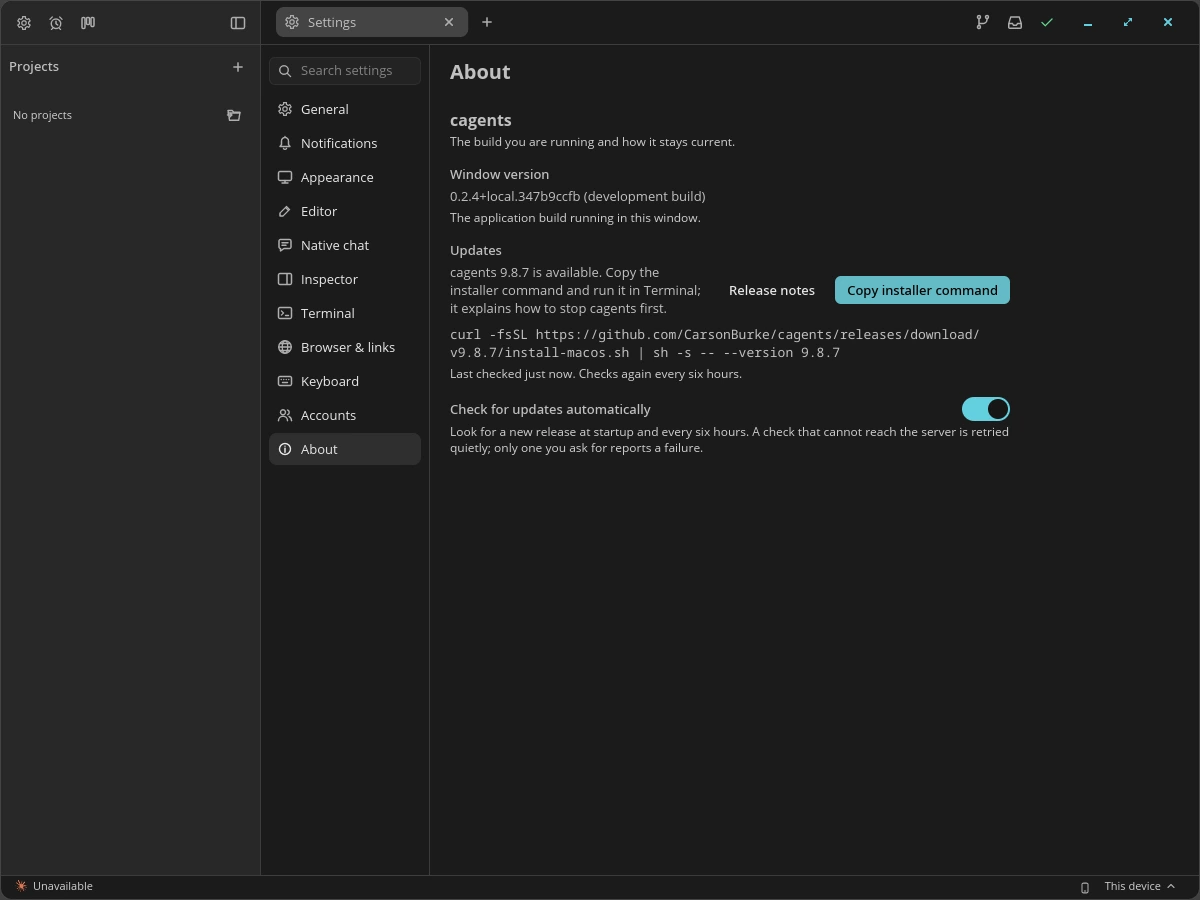 Settings
Projects
No projects
Search settings
General
Notifications
Appearance
Editor
Native chat
Inspector
Terminal
Browser & links
Keyboard
Accounts
About
About
cagents
The build you are running and how it stays current.
Window version
0.2.4+local.347b9ccfb (development build)
The application build running in this window.
Updates
cagents 9.8.7 is available. Copy the
installer command and run it in Terminal;
it explains how to stop cagents first.
Release notes
Copy installer command
curl -fsSL https://github.com/CarsonBurke/cagents/releases/download/
v9.8.7/install-macos.sh | sh -s -- --version 9.8.7
Last checked just now. Checks again every six hours.
Check for updates automatically
Look for a new release at startup and every six hours. A check that cannot reach the server is retried
quietly; only one you ask for reports a failure.
Unavailable
This device